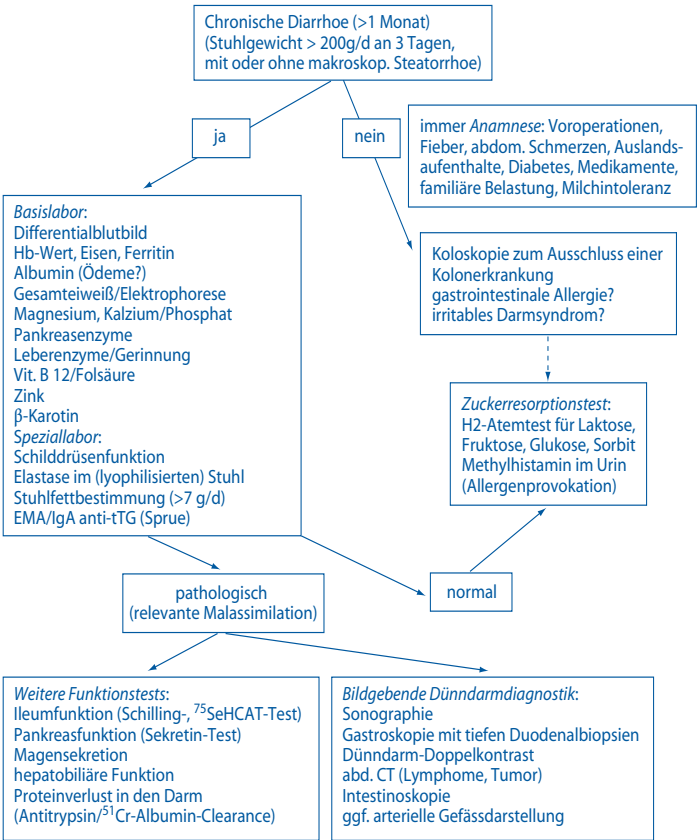 Chronische Diarrhoe (>1 Monat)
(Stuhlgewicht > 200g/d an 3 Tagen,
mit oder ohne makroskop. Steatorrhoe)
ja
nein
immer Anamnese: Voroperationen,
Fieber, abdom. Schmerzen, Auslands-
aufenthalte, Diabetes, Medikamente,
familiäre Belastung, Milchintoleranz
Basislabor:
Differentialblutbild
Hb-Wert, Eisen, Ferritin
Albumin (Ödeme?)
Gesamteiweiß/Elektrophorese
Magnesium, Kalzium/Phosphat
Pankreasenzyme
Leberenzyme/Gerinnung
Vit. B 12/Folsäure
Zink
β-Karotin
Speziallabor:
Schilddrüsenfunktion
Elastase im (lyophilisierten) Stuhl
Stuhlfettbestimmung (>7 g/d)
EMA/IgA anti-tTG (Sprue)
Koloskopie zum Ausschluss einer
Kolonerkrankung
gastrointestinale Allergie?
irritables Darmsyndrom?
Zuckerresorptionstest:
H2-Atemtest für Laktose,
Fruktose, Glukose, Sorbit
Methylhistamin im Urin
(Allergenprovokation)
pathologisch
(relevante Malassimilation)
normal
Weitere Funktionstests:
Ileumfunktion (Schilling-, ⁷⁵SeHCAT-Test)
Pankreasfunktion (Sekretin-Test)
Magensekretion
hepatobiliäre Funktion
Proteinverlust in den Darm
(Antitrypsin/⁵¹Cr-Albumin-Clearance)
Bildgebende Dünndarmdiagnostik:
Sonographie
Gastroskopie mit tiefen Duodenalbiopsien
Dünndarm-Doppelkontrast
abd. CT (Lymphome, Tumor)
Intestinoskopie
ggf. arterielle Gefässdarstellung